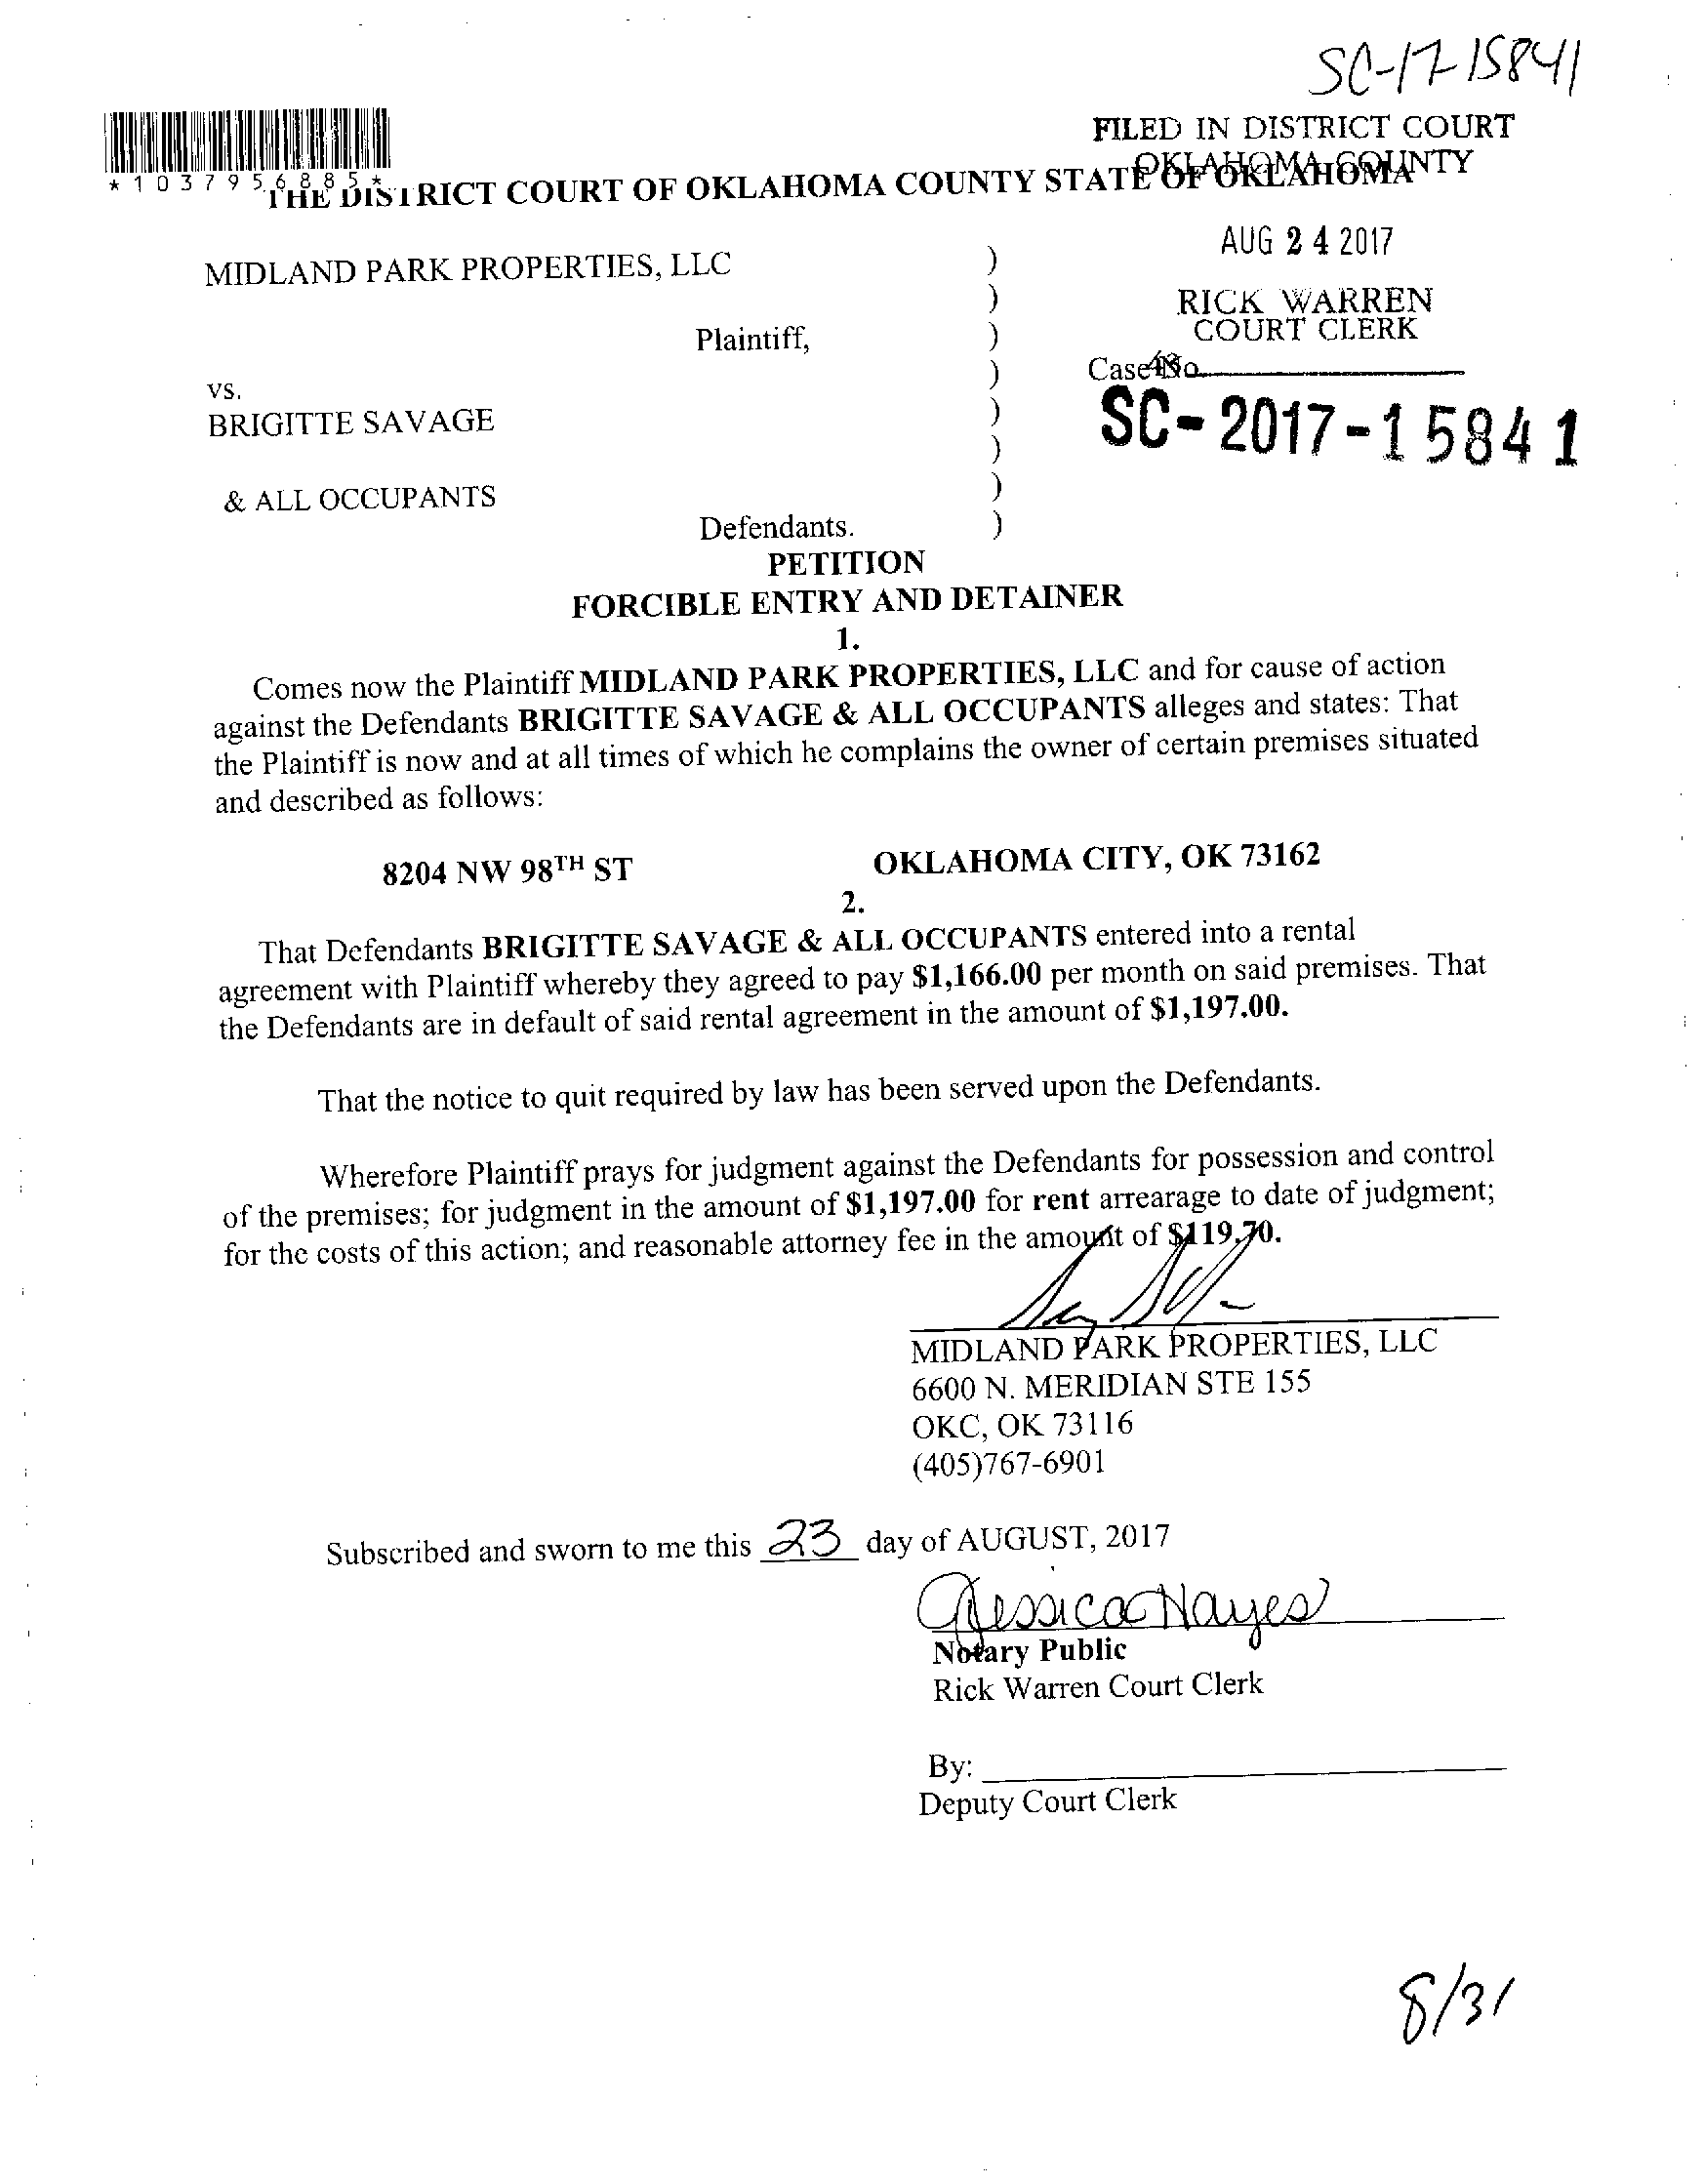 SC-17-15841
FILED IN DISTRICT COURT
OKLAHOMA COUNTY
*1037956885*
THE DISTRICT COURT OF OKLAHOMA COUNTY STATE OF OKLAHOMA
AUG 24 2017
MIDLAND PARK PROPERTIES, LLC )
)
RICK WARREN
COURT CLERK
Plaintiff, )
) Case No.
vs.
BRIGITTE SAVAGE )
SC-2017-15841
)
& ALL OCCUPANTS )
Defendants. )
PETITION
FORCIBLE ENTRY AND DETAINER
1.
Comes now the Plaintiff MIDLAND PARK PROPERTIES, LLC and for cause of action
against the Defendants BRIGITTE SAVAGE & ALL OCCUPANTS alleges and states: That
the Plaintiff is now and at all times of which he complains the owner of certain premises situated
and described as follows:
8204 NW 98TH ST OKLAHOMA CITY, OK 73162
2.
That Defendants BRIGITTE SAVAGE & ALL OCCUPANTS entered into a rental
agreement with Plaintiff whereby they agreed to pay $1,166.00 per month on said premises. That
the Defendants are in default of said rental agreement in the amount of $1,197.00.
That the notice to quit required by law has been served upon the Defendants.
Wherefore Plaintiff prays for judgment against the Defendants for possession and control
of the premises; for judgment in the amount of $1,197.00 for rent arrearage to date of judgment;
for the costs of this action; and reasonable attorney fee in the amount of $119.70.
MIDLAND PARK PROPERTIES, LLC
6600 N. MERIDIAN STE 155
OKC, OK 73116
(405)767-6901
Subscribed and sworn to me this 23 day of AUGUST, 2017
Jessica Hayes
Notary Public
Rick Warren Court Clerk
By:
Deputy Court Clerk
8/31